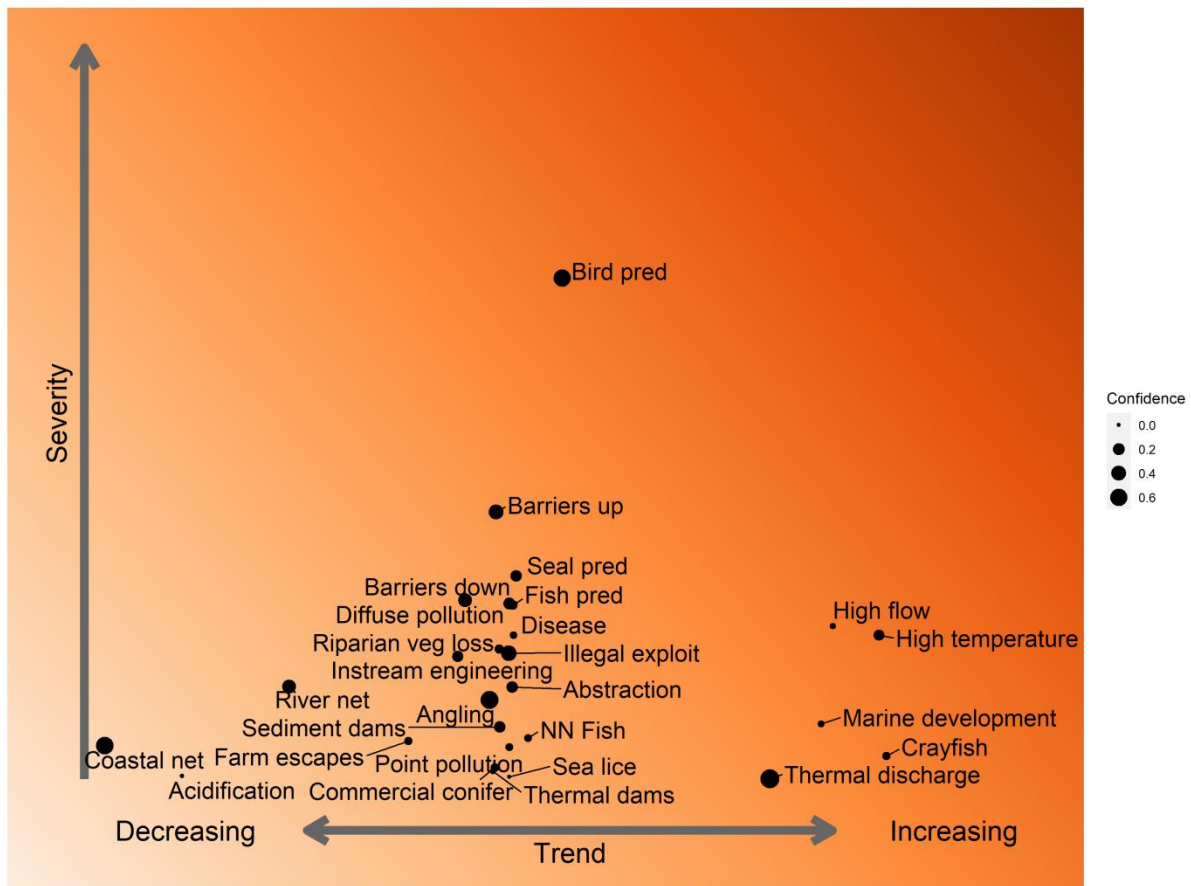 Bird pred
Severity
Confidence
0.0
0.2
0.4
0.6
Barriers up
Seal pred
Barriers down
Fish pred
Diffuse pollution
High flow
Disease
High temperature
Riparian veg loss
Illegal exploit
Instream engineering
Abstraction
River net
Angling
Marine development
Sediment dams
NN Fish
Crayfish
Farm escapes
Coastal net
Point pollution
Sea lice
Thermal discharge
Acidification
Commercial conifer
Thermal dams
Decreasing
Increasing
Trend